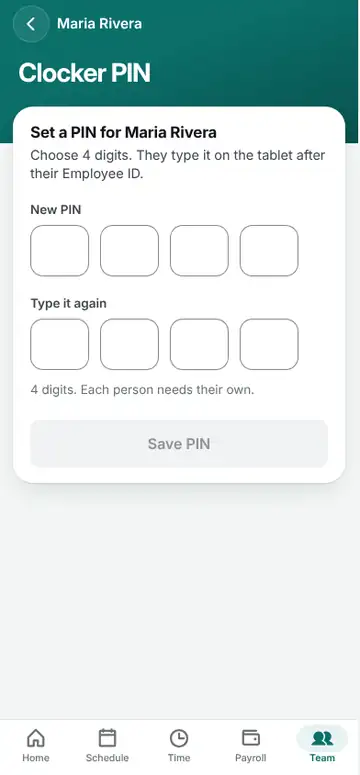 Maria Rivera
Clocker PIN
Set a PIN for Maria Rivera
Choose 4 digits. They type it on the tablet after
their Employee ID.
New PIN
Type it again
4 digits. Each person needs their own.
Save PIN
Home
Schedule
Time
Payroll
Team